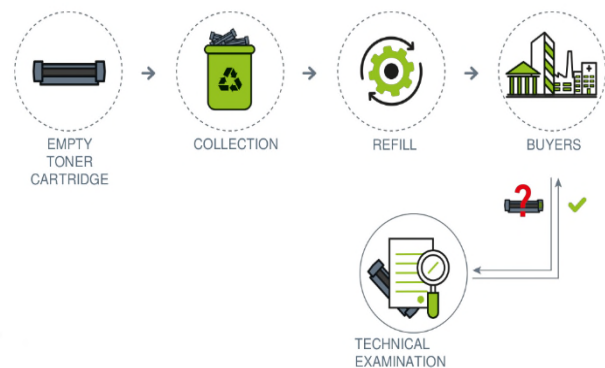 EMPTY
TONER
CARTRIDGE
COLLECTION
REFILL
BUYERS
?
TECHNICAL
EXAMINATION